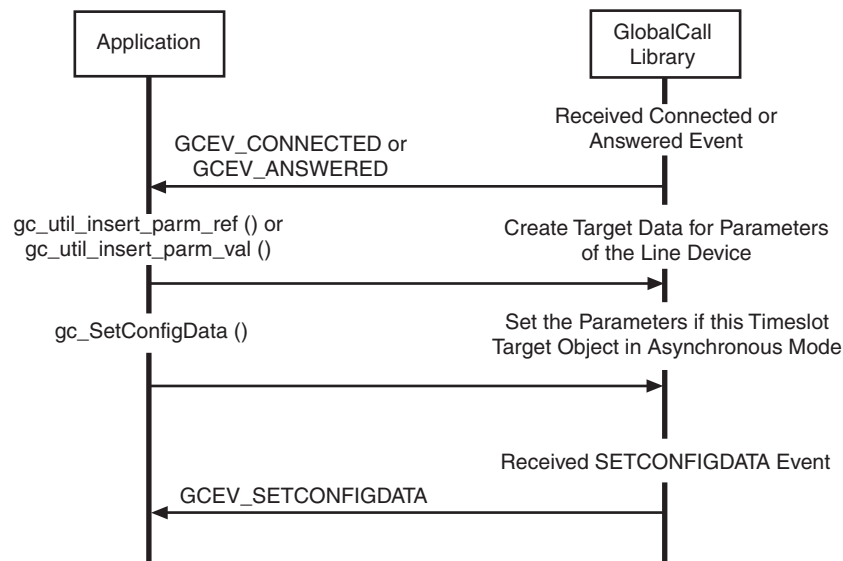 Application
GlobalCall
Library
Received Connected or
Answered Event
GCEV_CONNECTED or
GCEV_ANSWERED
gc_util_insert_parm_ref () or
gc_util_insert_parm_val ()
Create Target Data for Parameters
of the Line Device
gc_SetConfigData ()
Set the Parameters if this Timeslot
Target Object in Asynchronous Mode
Received SETCONFIGDATA Event
GCEV_SETCONFIGDATA